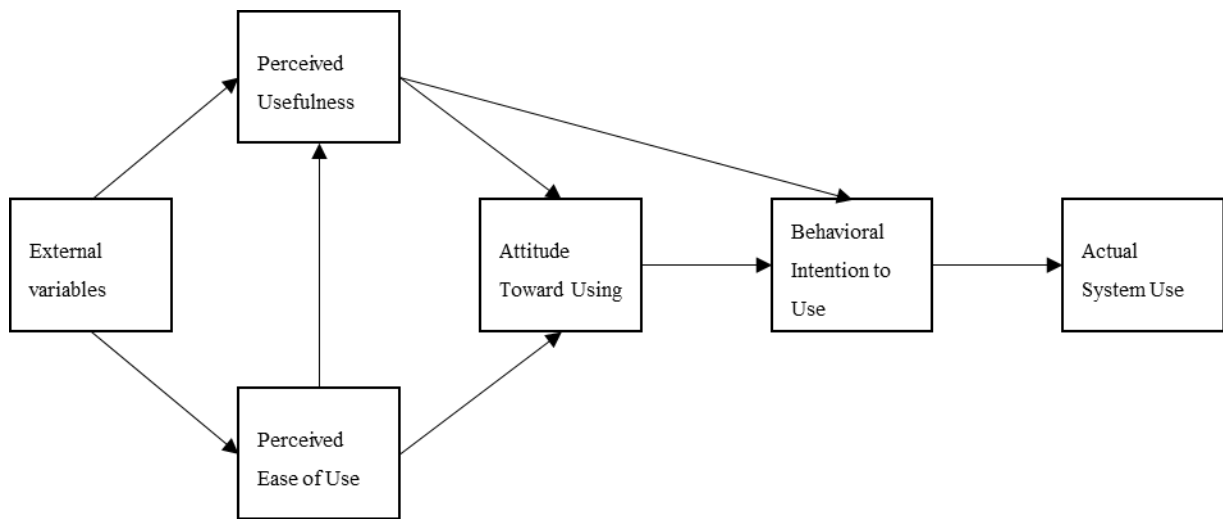 Perceived
Usefulness
External
variables
Attitude
Toward Using
Behavioral
Intention to
Use
Actual
System Use
Perceived
Ease of Use